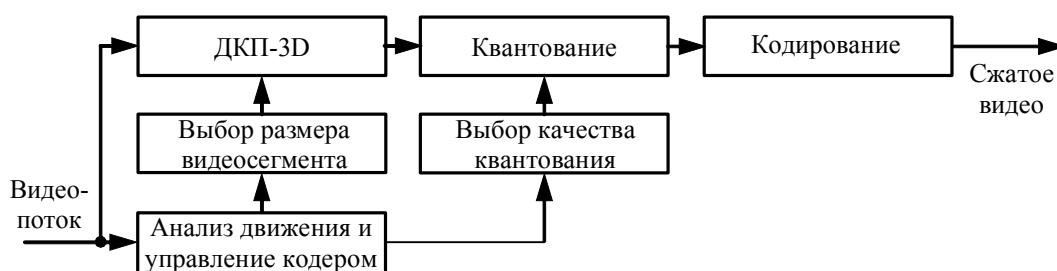 ДКП-3D
Квантование
Кодирование
Сжатое
видео
Выбор размера
видеосегмента
Выбор качества
квантования
Видео-
поток
Анализ движения и
управление кодером